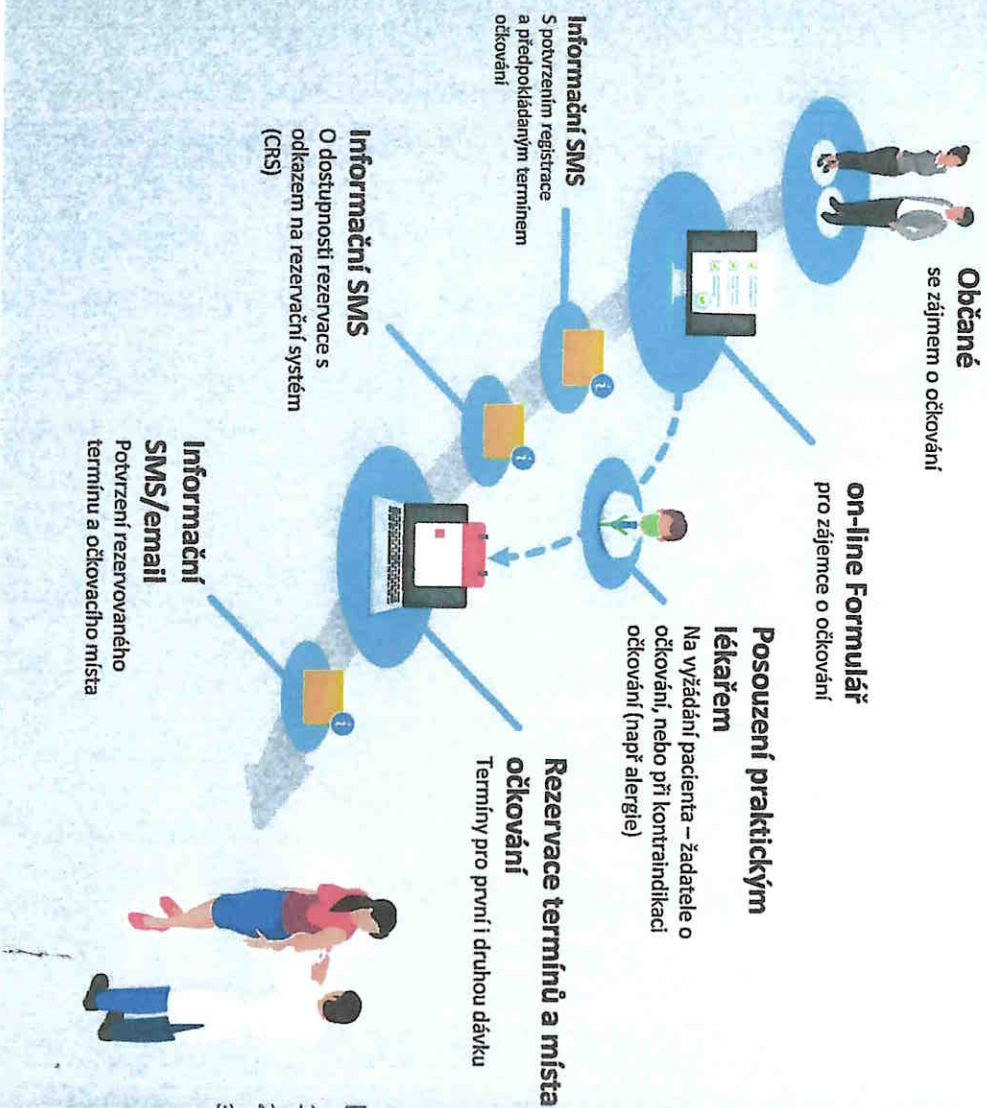 Občané
se zájmem o očkování
on-line Formulář
pro zájemce o očkování
Informační SMS
S potvrzením registrace
a předpokládaným termínem
očkování
Posouzení praktickým
lékařem
Na vyžádání pacienta – žadatele o
očkování, nebo při kontraindikaci
očkování (např alergie)
Informační SMS
O dostupnosti rezervace s
odkazem na rezervační systém
(CRS)
Rezervace termínů a místa
očkování
Termíny pro první i druhou dávku
Informační
SMS/email
Potvrzení rezervovaného
termínu a očkovacího místa